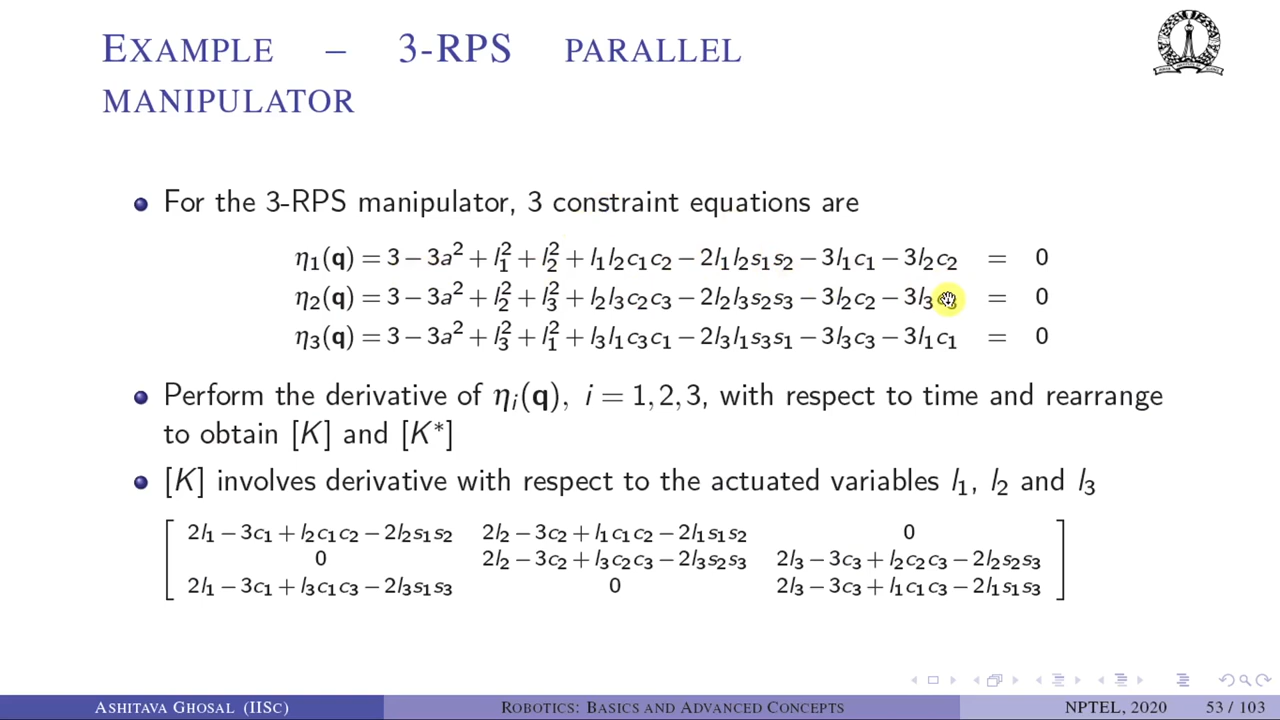 EXAMPLE – 3-RPS PARALLEL
MANIPULATOR
For the 3-RPS manipulator, 3 constraint equations are
η₁(q) = 3 − 3a² + l₁² + l₂² + l₁l₂c₁c₂ − 2l₁l₂s₁s₂ − 3l₁c₁ − 3l₂c₂ = 0
η₂(q) = 3 − 3a² + l₂² + l₃² + l₂l₃c₂c₃ − 2l₂l₃s₂s₃ − 3l₂c₂ − 3l₃ = 0
η₃(q) = 3 − 3a² + l₃² + l₁² + l₃l₁c₃c₁ − 2l₃l₁s₃s₁ − 3l₃c₃ − 3l₁c₁ = 0
Perform the derivative of ηᵢ(q), i = 1,2,3, with respect to time and rearrange
to obtain [K] and [K*]
[K] involves derivative with respect to the actuated variables l₁, l₂ and l₃
2l₁ − 3c₁ + l₂c₁c₂ − 2l₂s₁s₂ 2l₂ − 3c₂ + l₁c₁c₂ − 2l₁s₁s₂ 0
0 2l₂ − 3c₂ + l₃c₂c₃ − 2l₃s₂s₃ 2l₃ − 3c₃ + l₂c₂c₃ − 2l₂s₂s₃
2l₁ − 3c₁ + l₃c₁c₃ − 2l₃s₁s₃ 0 2l₃ − 3c₃ + l₁c₁c₃ − 2l₁s₁s₃
ASHITAVA GHOSAL (IISC) ROBOTICS: BASICS AND ADVANCED CONCEPTS NPTEL, 2020 53 / 103